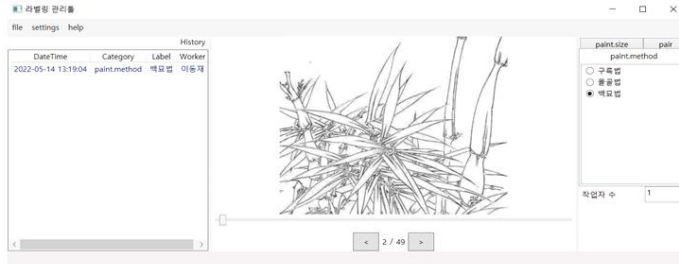 라벨링 관리툴
file settings help
History
DateTime Category Label Worker
2022-05-14 13:19:04 paint.method 백묘법 이동재
paint.size pair
paint.method
구륵법
몰골법
백묘법
작업자 수 1
< 2 / 49 >